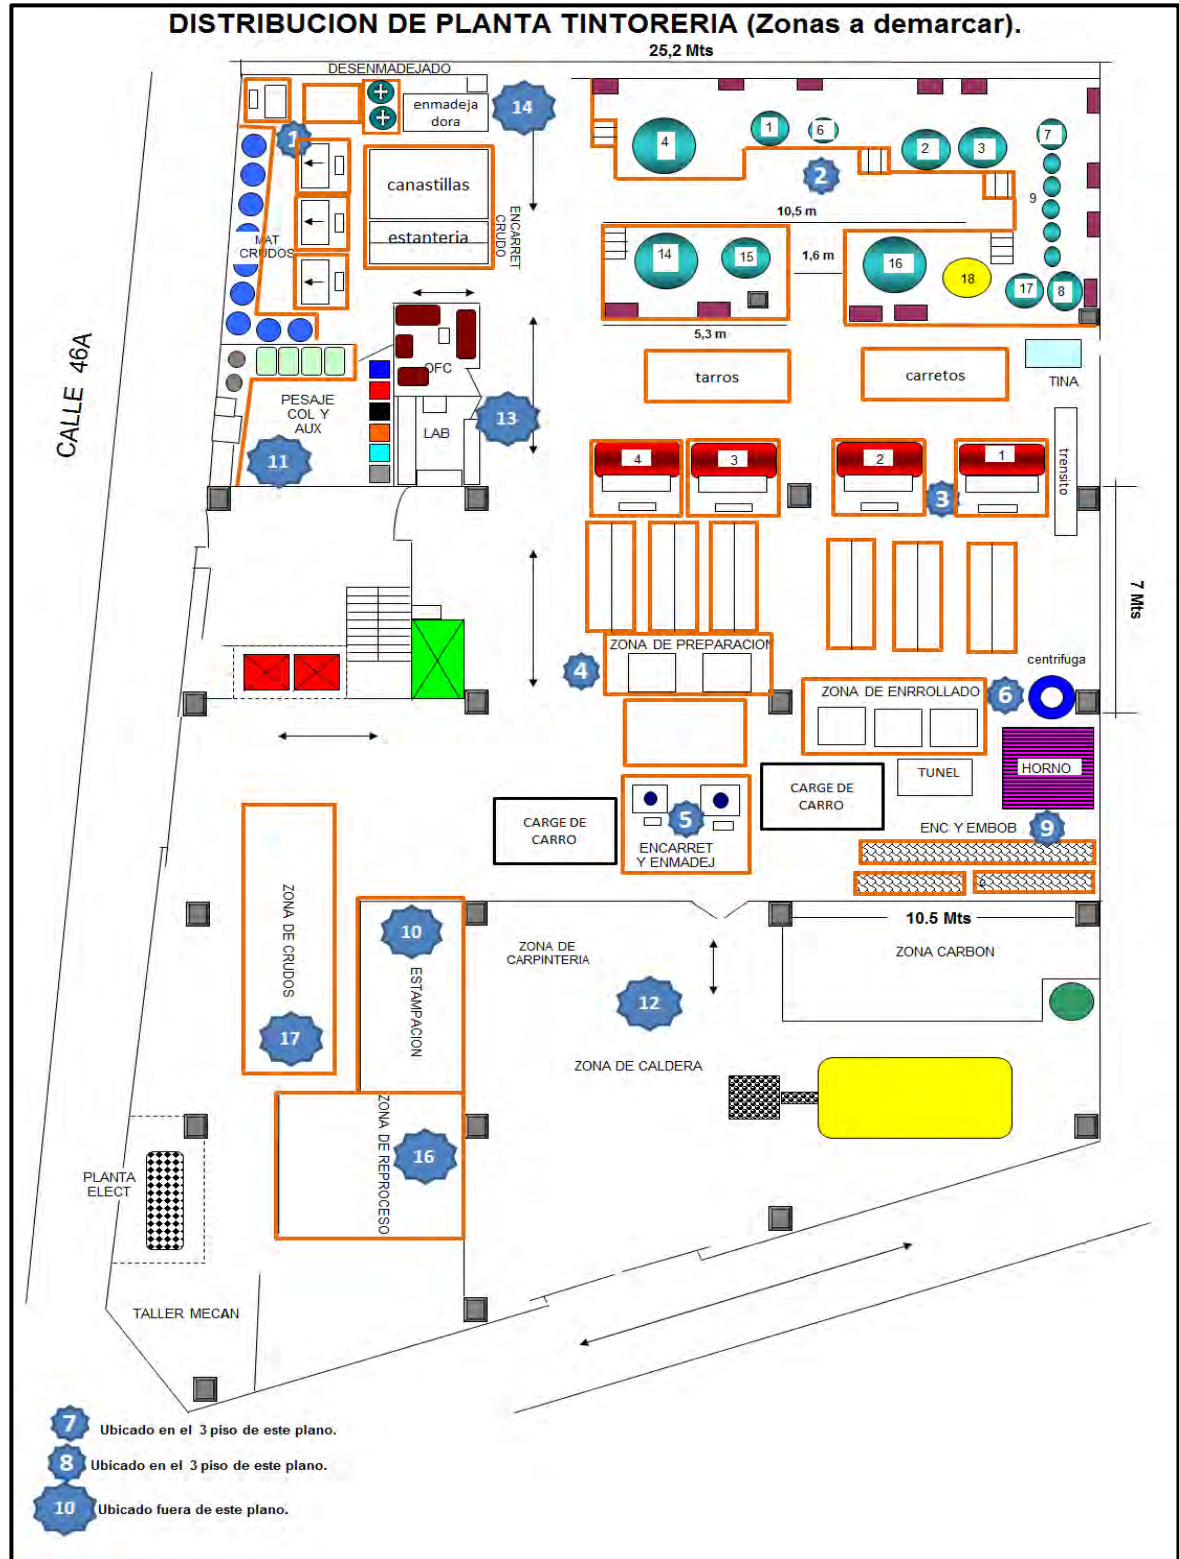 DISTRIBUCION DE PLANTA TINTORERIA (Zonas a demarcar).
25,2 Mts
DESENMADEJADO
enmadeja
dora
14
1
4
1
6
2
3
7
2
9
canastillas
estanteria
ENCARRET
CRUDO
MAT
CRUDOS
10,5 m
14
15
1,6 m
16
18
17
8
5,3 m
CALLE 46A
OFC
tarros
carretos
TINA
PESAJE
COL Y
AUX
LAB
13
11
4
3
2
1
3
trensito
7 Mts
ZONA DE PREPARACION
4
centrifuga
ZONA DE ENRROLLADO
6
TUNEL
HORNO
CARGE DE
CARRO
CARGE DE
CARRO
5
ENCARRET
Y ENMADEJ
ENC Y EMBOB
9
ZONA DE CRUDOS
17
10
ESTAMPACION
ZONA DE
CARPINTERIA
10.5 Mts
ZONA CARBON
12
ZONA DE CALDERA
ZONA DE REPROCESO
16
PLANTA
ELECT
TALLER MECAN
7 Ubicado en el 3 piso de este plano.
8 Ubicado en el 3 piso de este plano.
10 Ubicado fuera de este plano.